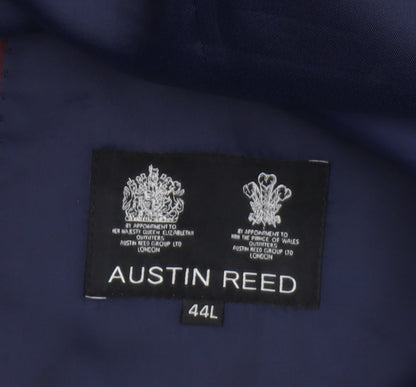 BY APPOINTMENT TO
HER MAJESTY QUEEN ELIZABETH II
OUTFITTERS
AUSTIN REED GROUP LTD
LONDON
BY APPOINTMENT TO
HRH THE PRINCE OF WALES
OUTFITTERS
AUSTIN REED GROUP LTD
LONDON
AUSTIN REED
44L